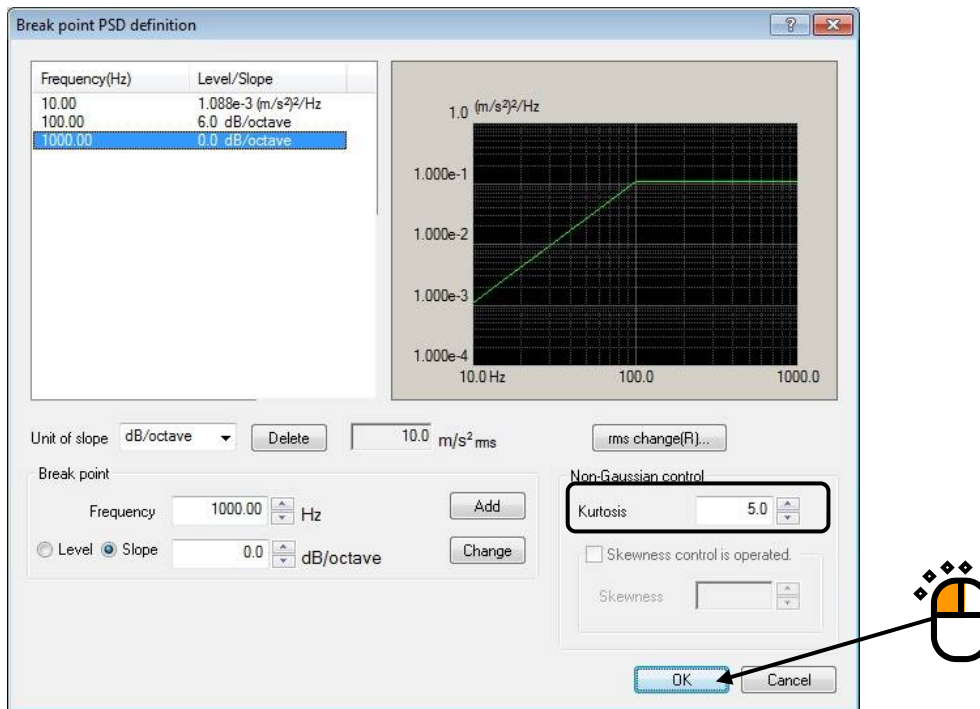 Break point PSD definition
Frequency(Hz) Level/Slope
10.00 1.088e-3 (m/s²)²/Hz
100.00 6.0 dB/octave
1000.00 0.0 dB/octave
1.0 (m/s²)²/Hz
1.000e-1
1.000e-2
1.000e-3
1.000e-4
10.0 Hz 100.0 1000.0
Unit of slope dB/octave Delete 10.0 m/s² rms rms change(R)...
Break point
Frequency 1000.00 Hz Add
Level Slope 0.0 dB/octave Change
Non-Gaussian control
Kurtosis 5.0
Skewness control is operated.
Skewness
OK Cancel